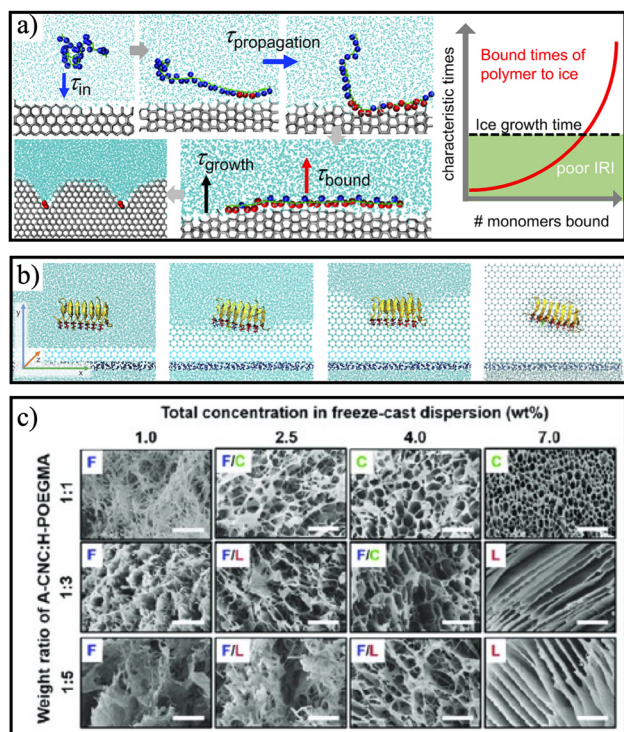 a)
τin
τpropagation
τgrowth
τbound
characteristic times
Bound times of
polymer to ice
Ice growth time
poor IRI
# monomers bound
b)
y
z
x
c)
Total concentration in freeze-cast dispersion (wt%)
1.0 2.5 4.0 7.0
Weight ratio of A-CNC:H-POEGMA
1:1
F F/C C C
1:3
F F/L F/C L
1:5
F F/L F/L L